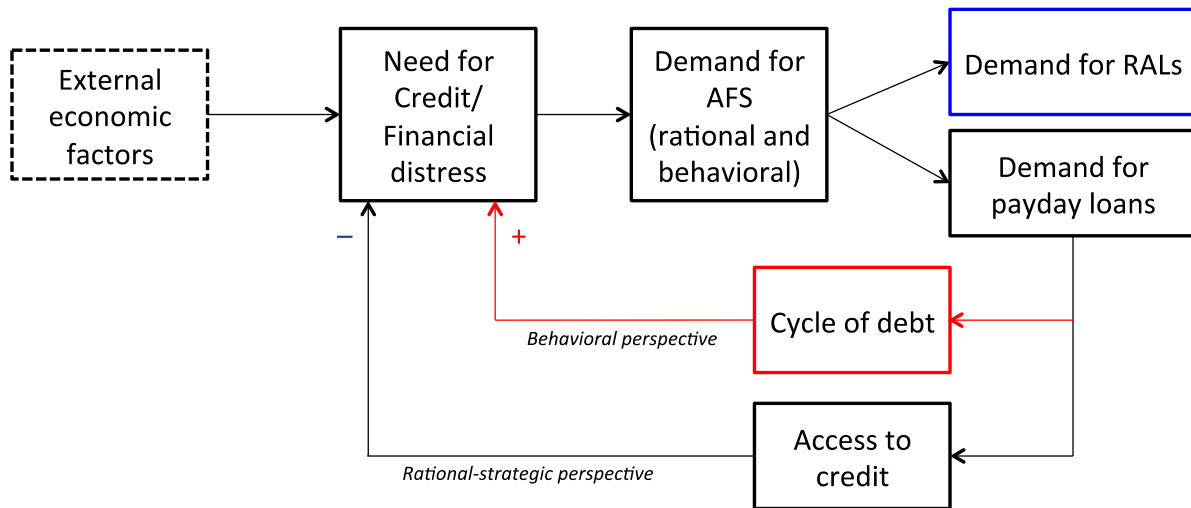 External
economic
factors
Need for
Credit/
Financial
distress
Demand for
AFS
(rational and
behavioral)
Demand for RALs
Demand for
payday loans
–
+
Cycle of debt
Behavioral perspective
Access to
credit
Rational-strategic perspective